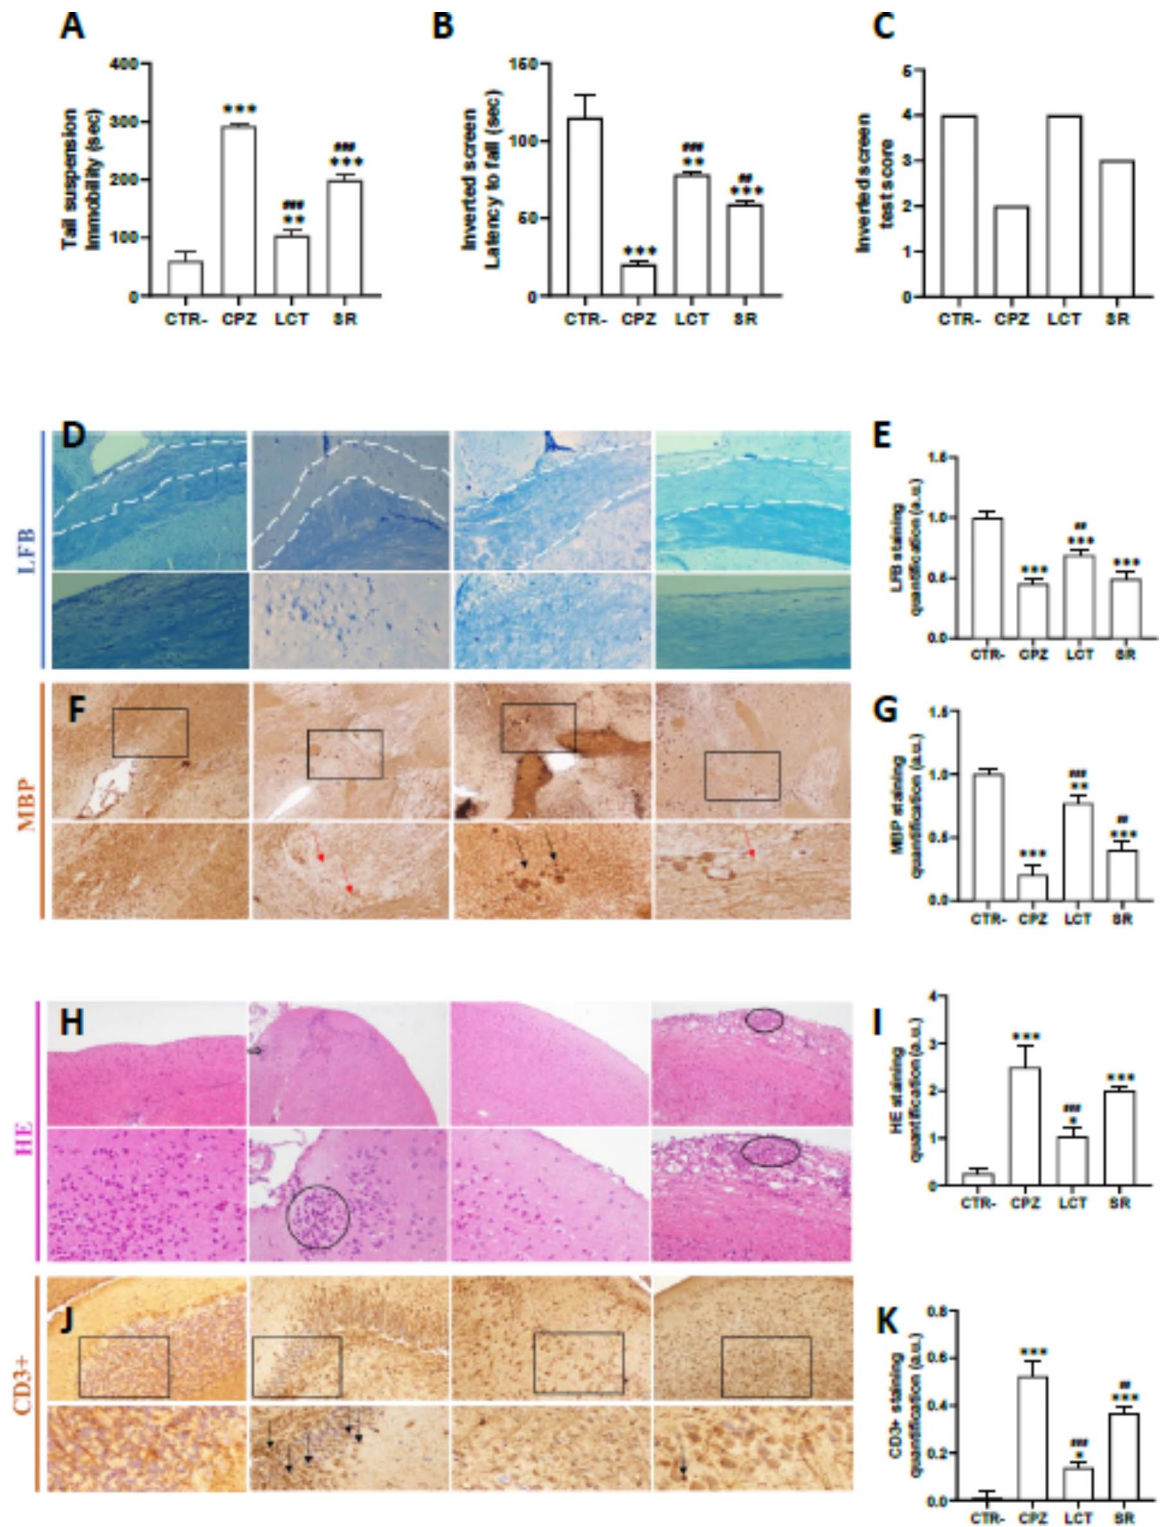 A
Tail suspension
Immobility (sec)
400
300
200
100
0
***
###
**
###
***
CTR-
CPZ
LCT
SR
B
Inverted screen
Latency to fall (sec)
150
100
50
0
***
###
**
##
***
CTR-
CPZ
LCT
SR
C
Inverted screen
test score
5
4
3
2
1
0
CTR-
CPZ
LCT
SR
LFB
D
E
LFB staining
quantification (a.u.)
1.5
1.0
0.5
0.0
***
##
***
***
CTR-
CPZ
LCT
SR
MBP
F
G
MBP staining
quantification (a.u.)
1.5
1.0
0.5
0.0
***
###
**
#
***
CTR-
CPZ
LCT
SR
HE
H
I
HE staining
quantification (a.u.)
4
3
2
1
0
***
###
*
***
CTR-
CPZ
LCT
SR
CD3+
J
K
CD3+ staining
quantification (a.u.)
0.8
0.6
0.4
0.2
0.0
***
###
*
#
***
CTR-
CPZ
LCT
SR